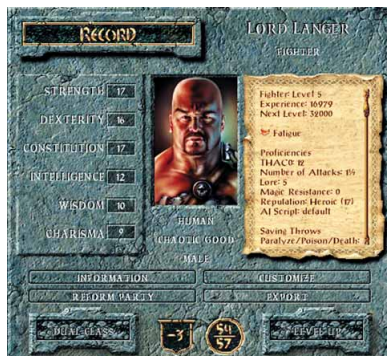 RECORD
LORD LANGER
FIGHTER
STRENGTH 17
DEXTERITY 16
CONSTITUTION 17
INTELLIGENCE 12
WISDOM 10
CHARISMA 9
HUMAN
CHAOTIC GOOD
MALE
Fighter: Level 5
Experience: 16979
Next Level: 32000
Fatigue
Proficiencies
THAC0: 12
Number of Attacks: 1½
Lore: 5
Magic Resistance: 0
Reputation: Heroic (17)
AI Script: default
Saving Throws
Paralyze/Poison/Death:
INFORMATION
CUSTOMIZE
REFORM PARTY
EXPORT
DUAL-CLASS
-3
54
57
LEVEL UP